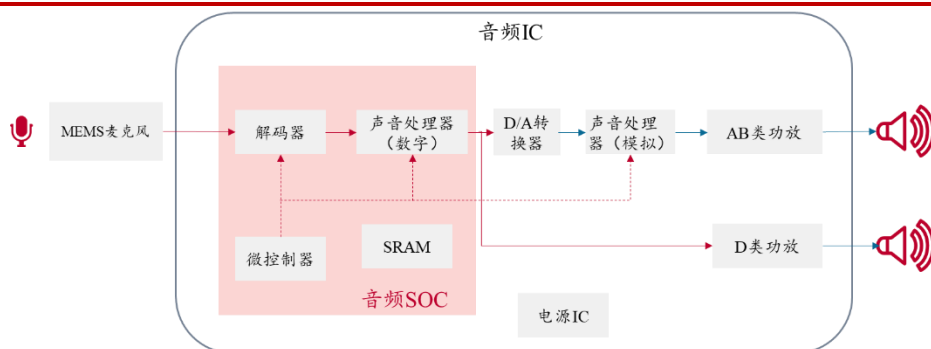 音频IC
MEMS麦克风
解码器
声音处理器
（数字）
D/A转
换器
声音处理
器（模拟）
AB类功放
微控制器
SRAM
D类功放
音频SOC
电源IC